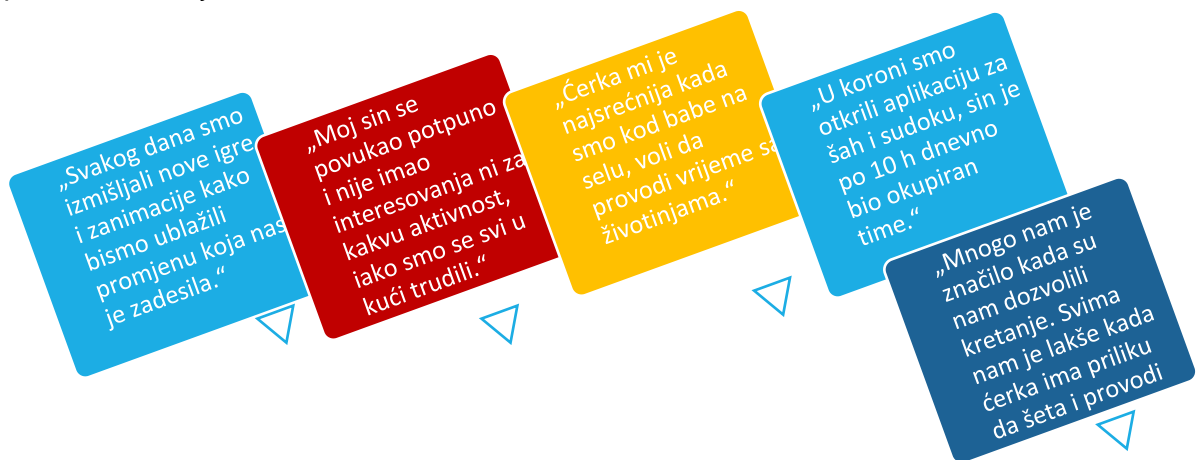 „Svakog dana smo
izmišljali nove igre
i zanimacije kako
bismo ublažili
promjenu koja nas
je zadesila.“
„Moj sin se
povukao potpuno
i nije imao
interesovanja ni za
kakvu aktivnost,
iako smo se svi u
kući trudili.“
„Ćerka mi je
najsrećnija kada
smo kod babe na
selu, voli da
provodi vrijeme sa
životinjama.“
„U koroni smo
otkrili aplikaciju za
šah i sudoku, sin je
po 10 h dnevno
bio okupiran
time.“
„Mnogo nam je
značilo kada su
nam dozvolili
kretanje. Svima
nam je lakše kada
ćerka ima priliku
da šeta i provodi